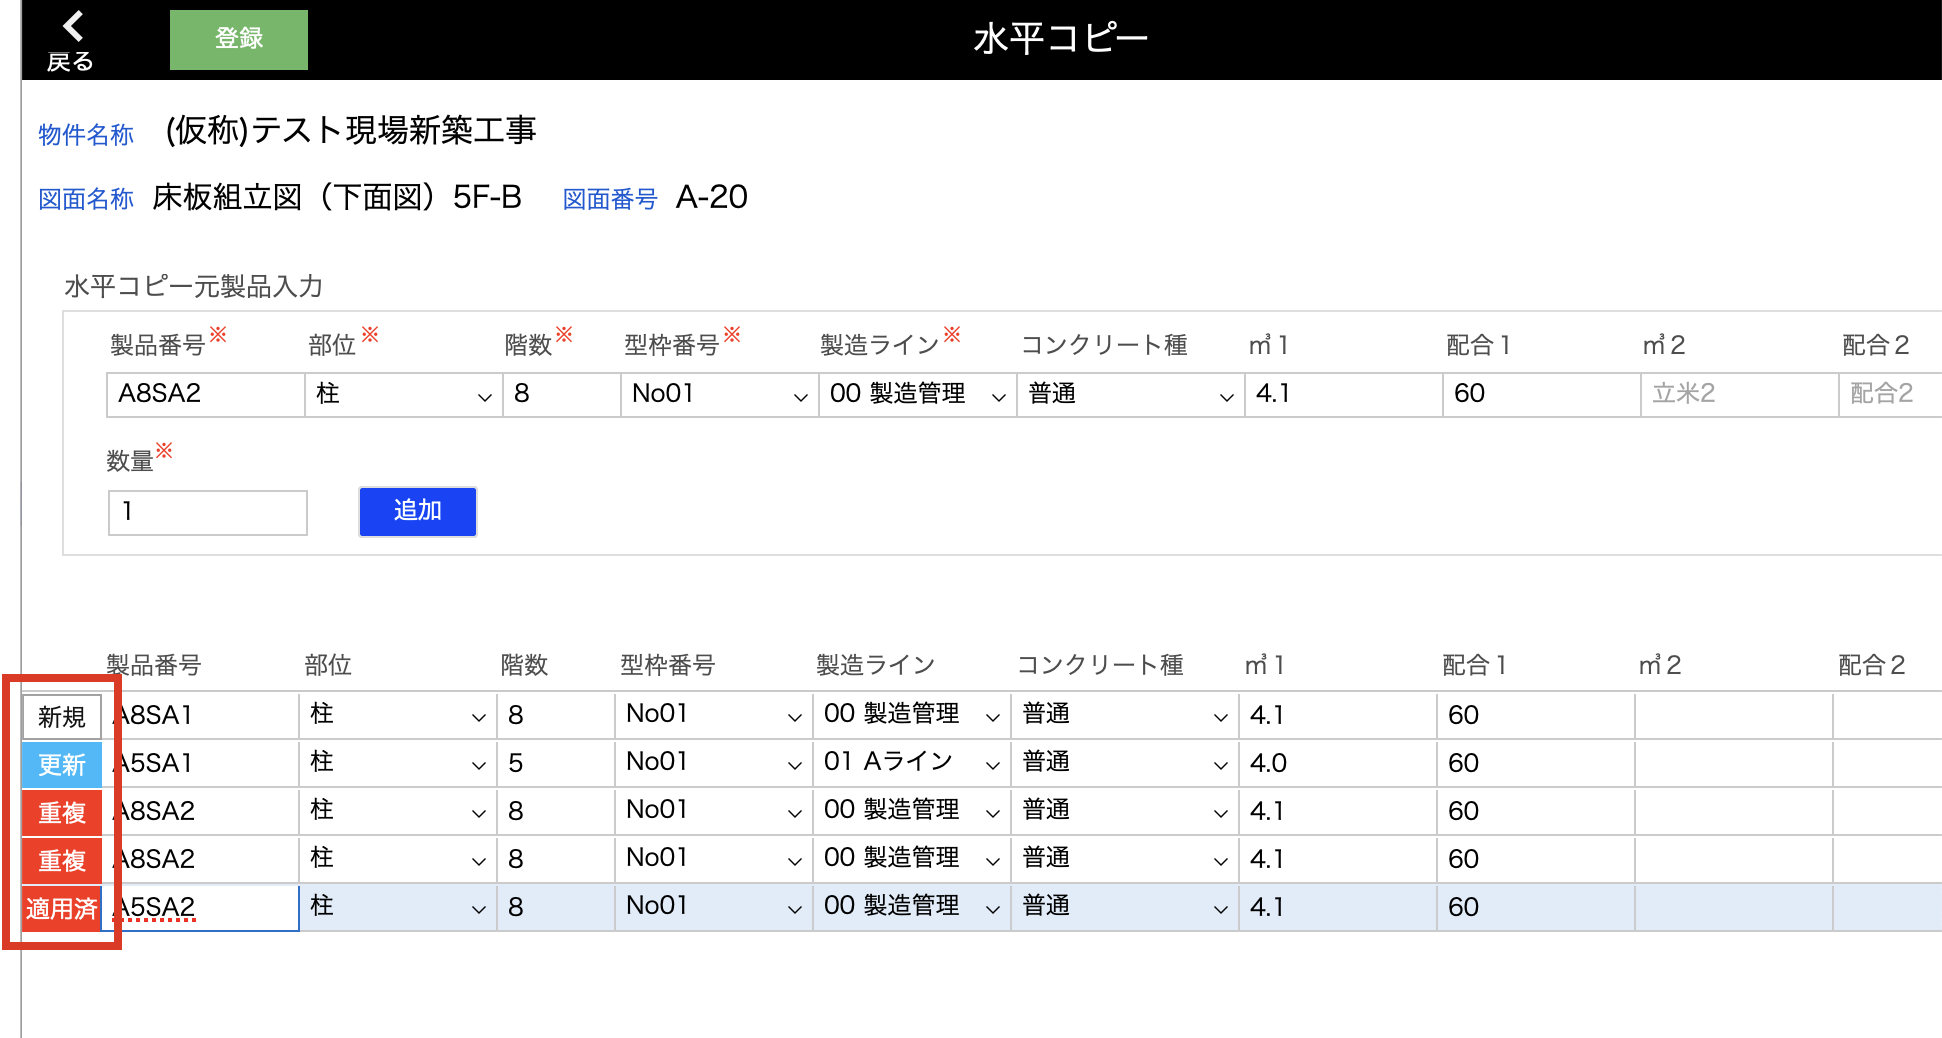 戻る 登録 水平コピー
物件名称 (仮称)テスト現場新築工事
図面名称 床板組立図（下面図）5F-B 図面番号 A-20
水平コピー元製品入力
製品番号※ 部位※ 階数※ 型枠番号※ 製造ライン※ コンクリート種 ㎥1 配合1 ㎥2 配合2
A8SA2 柱 8 No01 00 製造管理 普通 4.1 60 立米2 配合2
数量※
1 追加
製品番号 部位 階数 型枠番号 製造ライン コンクリート種 ㎥1 配合1 ㎥2 配合2
新規 A8SA1 柱 8 No01 00 製造管理 普通 4.1 60
更新 A5SA1 柱 5 No01 01 Aライン 普通 4.0 60
重複 A8SA2 柱 8 No01 00 製造管理 普通 4.1 60
重複 A8SA2 柱 8 No01 00 製造管理 普通 4.1 60
適用済 A5SA2 柱 8 No01 00 製造管理 普通 4.1 60